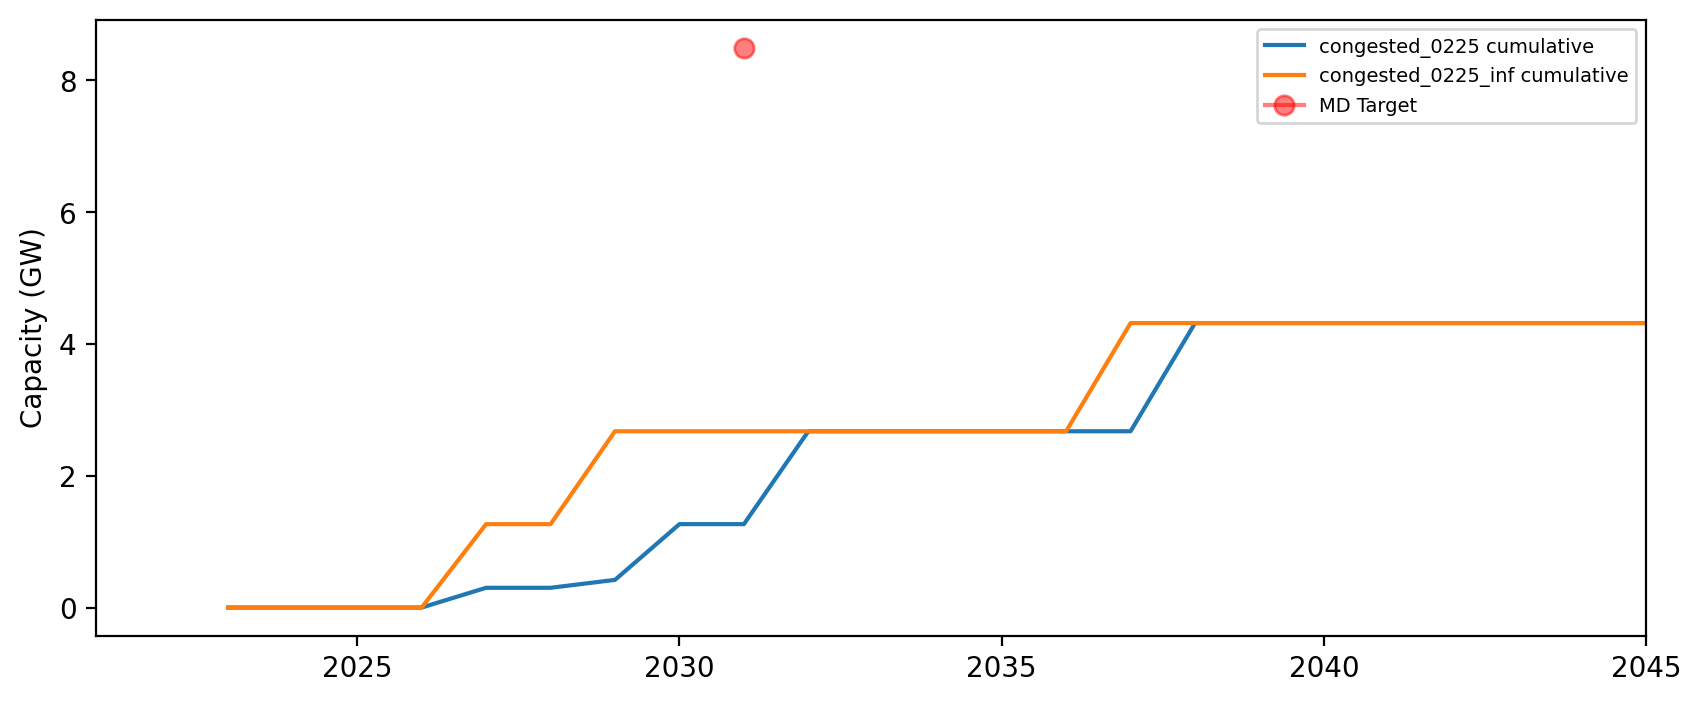 congested_0225 cumulative
congested_0225_inf cumulative
MD Target
Capacity (GW)
8
6
4
2
0
2025 2030 2035 2040 2045